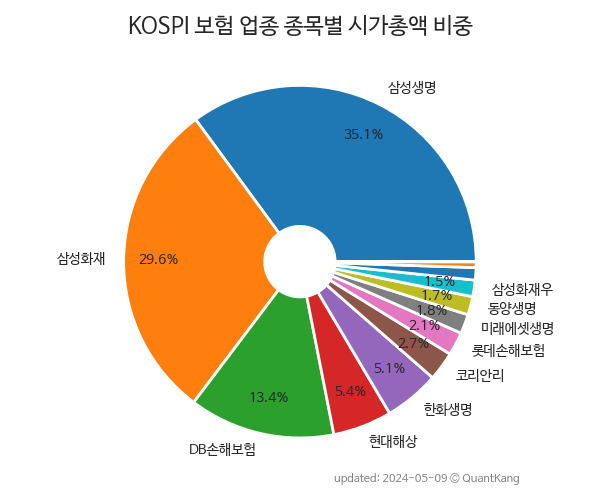 KOSPI 보험 업종 종목별 시가총액 비중
삼성생명
35.1%
삼성화재
29.6%
DB손해보험
13.4%
현대해상
5.4%
한화생명
5.1%
코리안리
2.7%
롯데손해보험
2.1%
미래에셋생명
1.8%
동양생명
1.7%
삼성화재우
1.5%
updated: 2024-05-09 © QuantKang